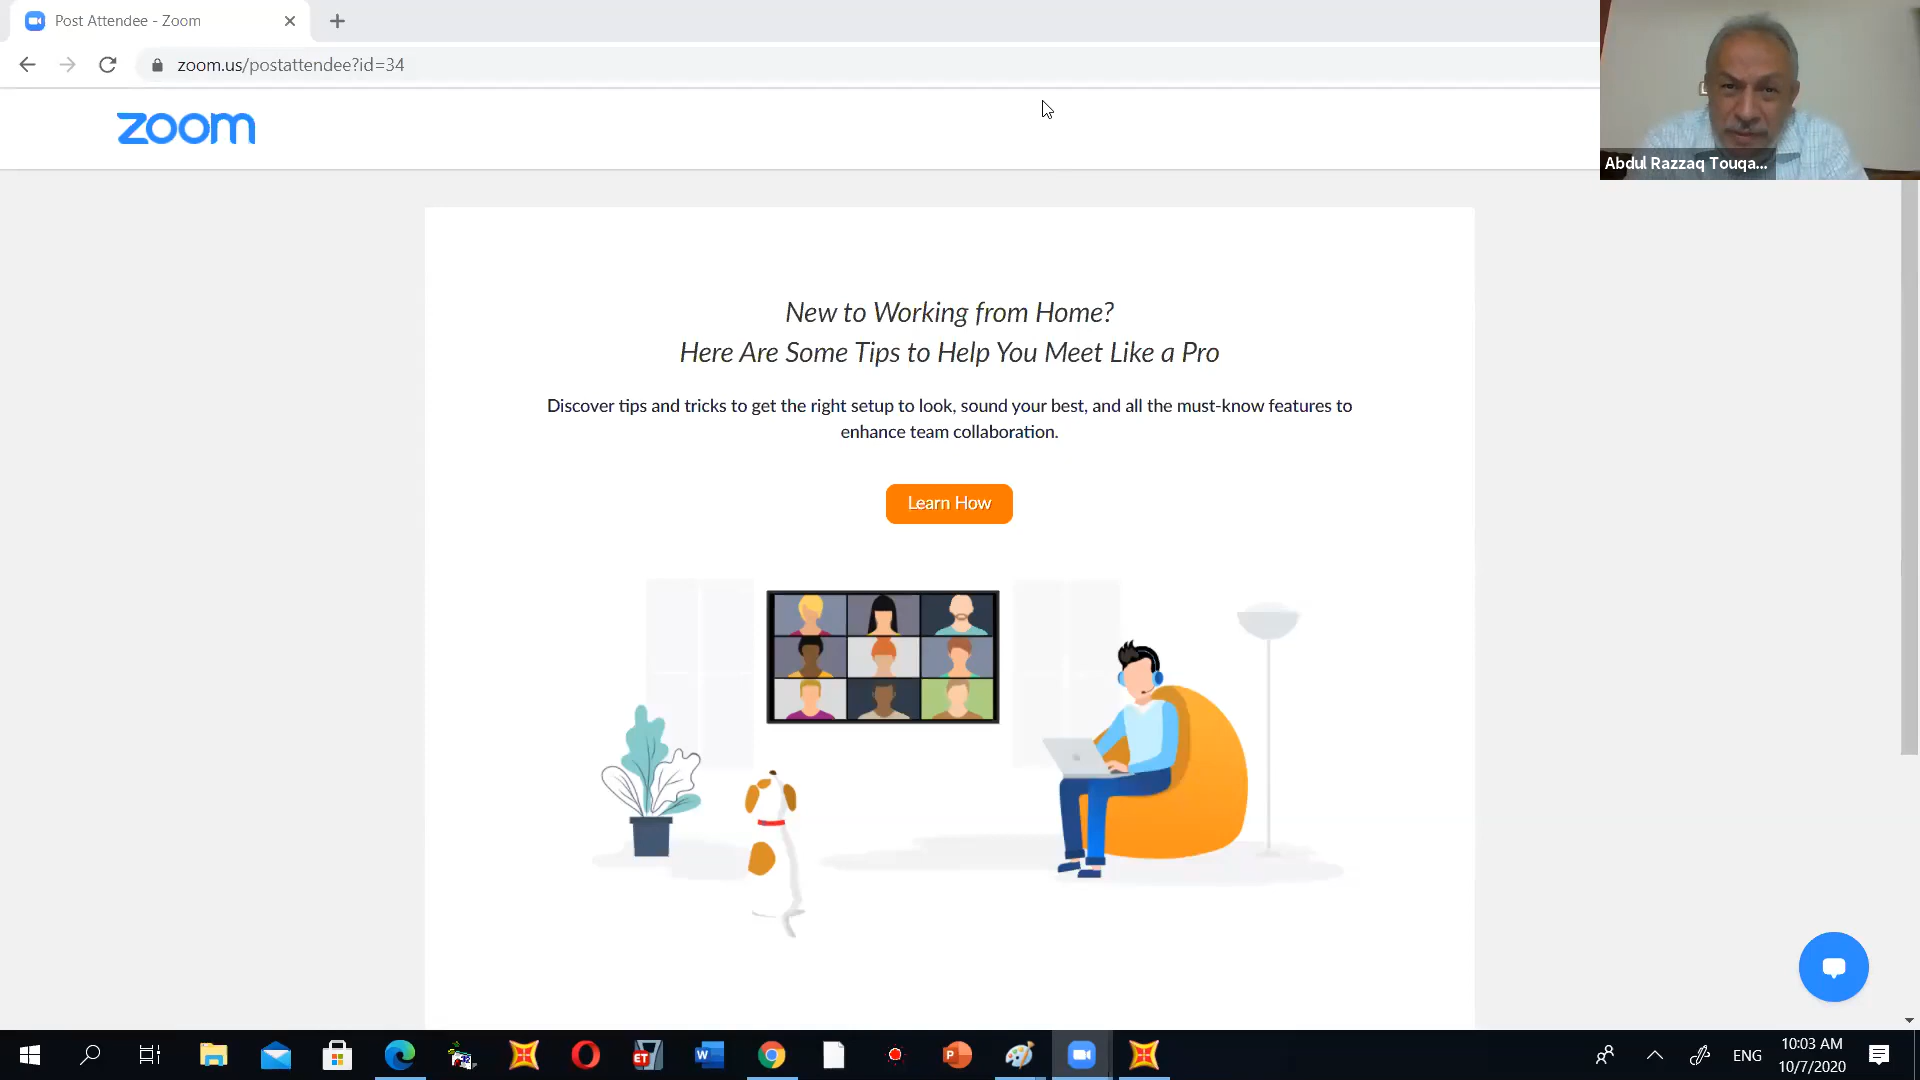 Post Attendee - Zoom
zoom.us/postattendee?id=34
zoom
Abdul Razzaq Touqa...
New to Working from Home?
Here Are Some Tips to Help You Meet Like a Pro
Discover tips and tricks to get the right setup to look, sound your best, and all the must-know features to
enhance team collaboration.
Learn How
ET
W
P
ENG
10:03 AM
10/7/2020